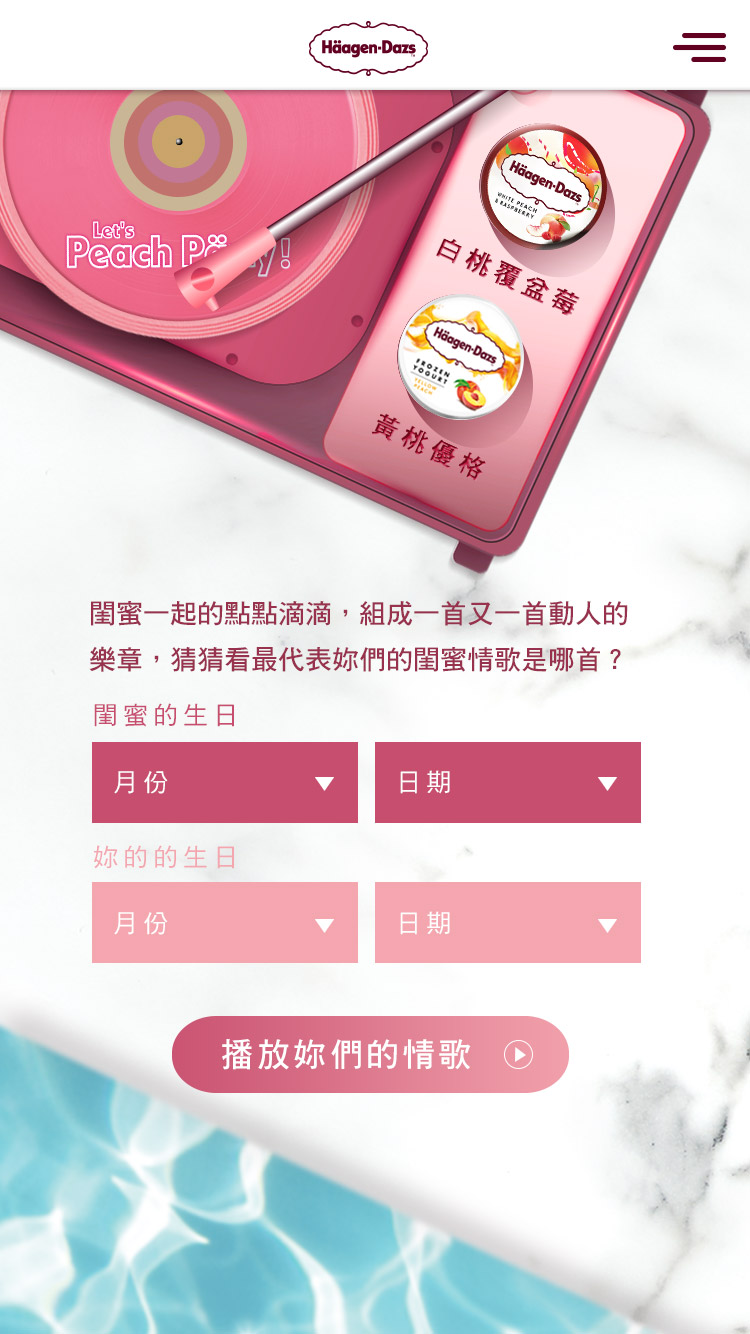 Häagen-Dazs
Let's
Peach
Häagen-Dazs
WHITE PEACH
& RASPBERRY
白桃覆盆莓
Häagen-Dazs
FROZEN
YOGURT
YELLOW
PEACH
黃桃優格
閨蜜一起的點點滴滴，組成一首又一首動人的
樂章，猜猜看最代表妳們的閨蜜情歌是哪首？
閨蜜的生日
月份 日期
妳的的生日
月份 日期
播放妳們的情歌